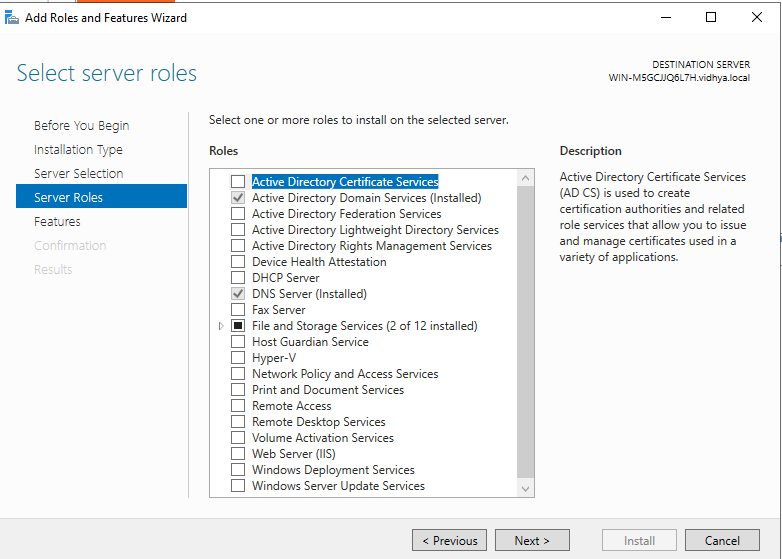 Add Roles and Features Wizard
Select server roles
DESTINATION SERVER
WIN-M5GCJJQ6L7H.vidhya.local
Before You Begin
Installation Type
Server Selection
Server Roles
Features
Confirmation
Results
Select one or more roles to install on the selected server.
Roles
Active Directory Certificate Services
Active Directory Domain Services (Installed)
Active Directory Federation Services
Active Directory Lightweight Directory Services
Active Directory Rights Management Services
Device Health Attestation
DHCP Server
DNS Server (Installed)
Fax Server
File and Storage Services (2 of 12 installed)
Host Guardian Service
Hyper-V
Network Policy and Access Services
Print and Document Services
Remote Access
Remote Desktop Services
Volume Activation Services
Web Server (IIS)
Windows Deployment Services
Windows Server Update Services
Description
Active Directory Certificate Services
(AD CS) is used to create
certification authorities and related
role services that allow you to issue
and manage certificates used in a
variety of applications.
< Previous
Next >
Install
Cancel